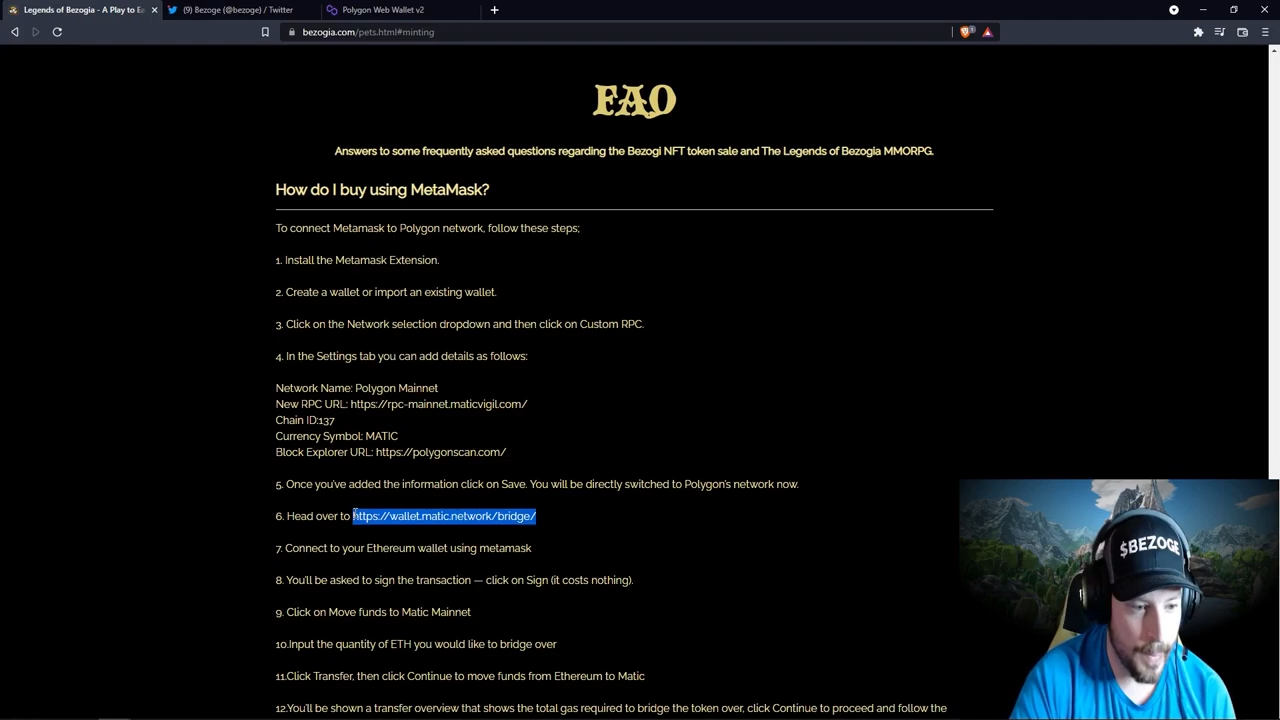 Legends of Bezogia - A Play to Ea
(9) Bezoge (@bezoge) / Twitter
Polygon Web Wallet v2
bezogia.com/pets.html#minting
FAQ
Answers to some frequently asked questions regarding the Bezogi NFT token sale and The Legends of Bezogia MMORPG.
How do I buy using MetaMask?
To connect Metamask to Polygon network, follow these steps;
1. Install the Metamask Extension.
2. Create a wallet or import an existing wallet.
3. Click on the Network selection dropdown and then click on Custom RPC.
4. In the Settings tab you can add details as follows:
Network Name: Polygon Mainnet
New RPC URL: https://rpc-mainnet.maticvigil.com/
Chain ID:137
Currency Symbol: MATIC
Block Explorer URL: https://polygonscan.com/
5. Once you've added the information click on Save. You will be directly switched to Polygon's network now.
6. Head over to https://wallet.matic.network/bridge/
7. Connect to your Ethereum wallet using metamask
8. You'll be asked to sign the transaction — click on Sign (it costs nothing).
9. Click on Move funds to Matic Mainnet
10.Input the quantity of ETH you would like to bridge over
11.Click Transfer, then click Continue to move funds from Ethereum to Matic
12.You'll be shown a transfer overview that shows the total gas required to bridge the token over, click Continue to proceed and follow the
$BEZOGE